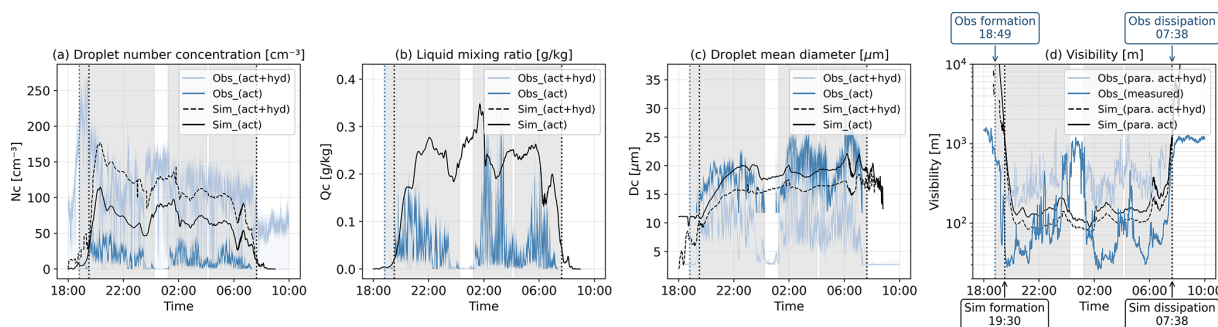 Obs formation
18:49
Obs dissipation
07:38
(a) Droplet number concentration [cm⁻³]
(b) Liquid mixing ratio [g/kg]
(c) Droplet mean diameter [μm]
(d) Visibility [m]
Nc [cm⁻³]
250
200
150
100
50
0
Obs_(act+hyd)
Obs_(act)
Sim_(act+hyd)
Sim_(act)
18:00
22:00
02:00
06:00
10:00
Time
Qc [g/kg]
0.4
0.3
0.2
0.1
0.0
Obs_(act+hyd)
Obs_(act)
Sim_(act+hyd)
Sim_(act)
18:00
22:00
02:00
06:00
10:00
Time
Dc [μm]
35
30
25
20
15
10
5
Obs_(act+hyd)
Obs_(act)
Sim_(act+hyd)
Sim_(act)
18:00
22:00
02:00
06:00
10:00
Time
Visibility [m]
10⁴
10³
10²
Obs_(para. act+hyd)
Obs_(measured)
Sim_(para. act+hyd)
Sim_(para. act)
18:00
22:00
02:00
06:00
10:00
Time
Sim formation
19:30
Sim dissipation
07:38